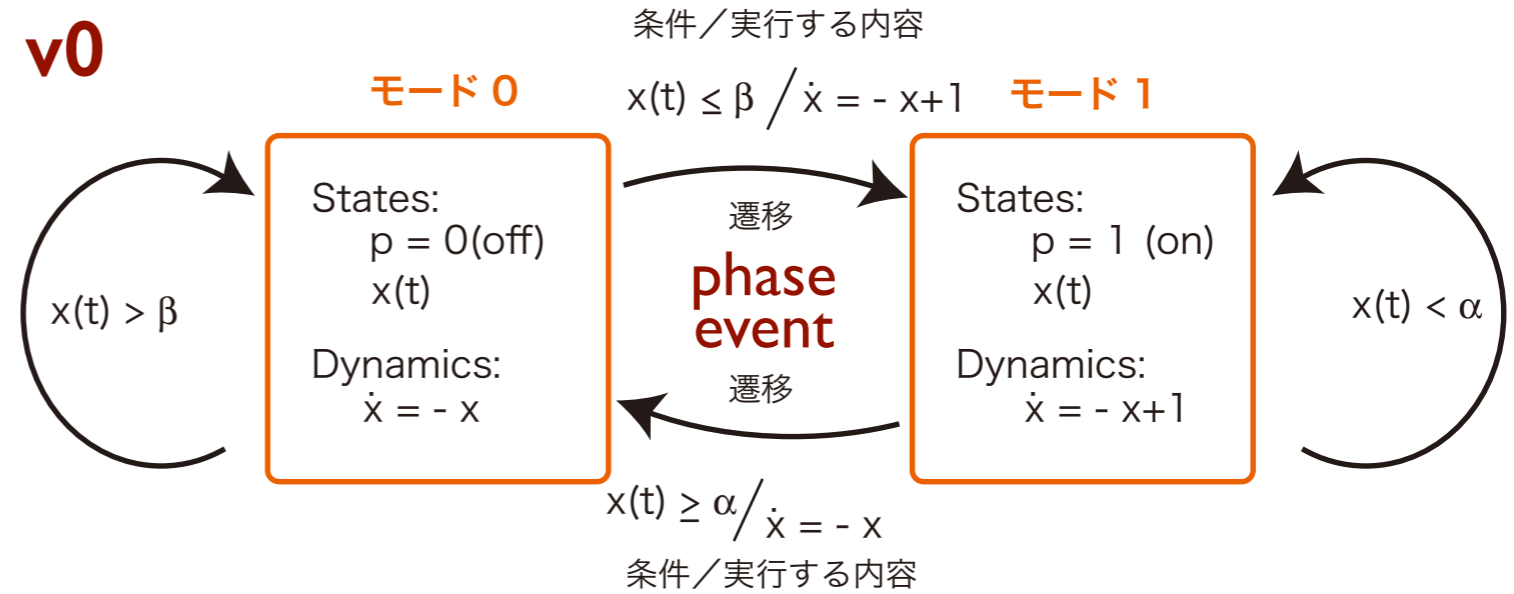 v0
条件／実行する内容
モード 0
x(t) ≤ β / ẋ = - x+1
モード 1
States:
p = 0(off)
x(t)
Dynamics:
ẋ = - x
x(t) > β
遷移
phase
event
遷移
States:
p = 1 (on)
x(t)
Dynamics:
ẋ = - x+1
x(t) < α
x(t) ≥ α / ẋ = - x
条件／実行する内容